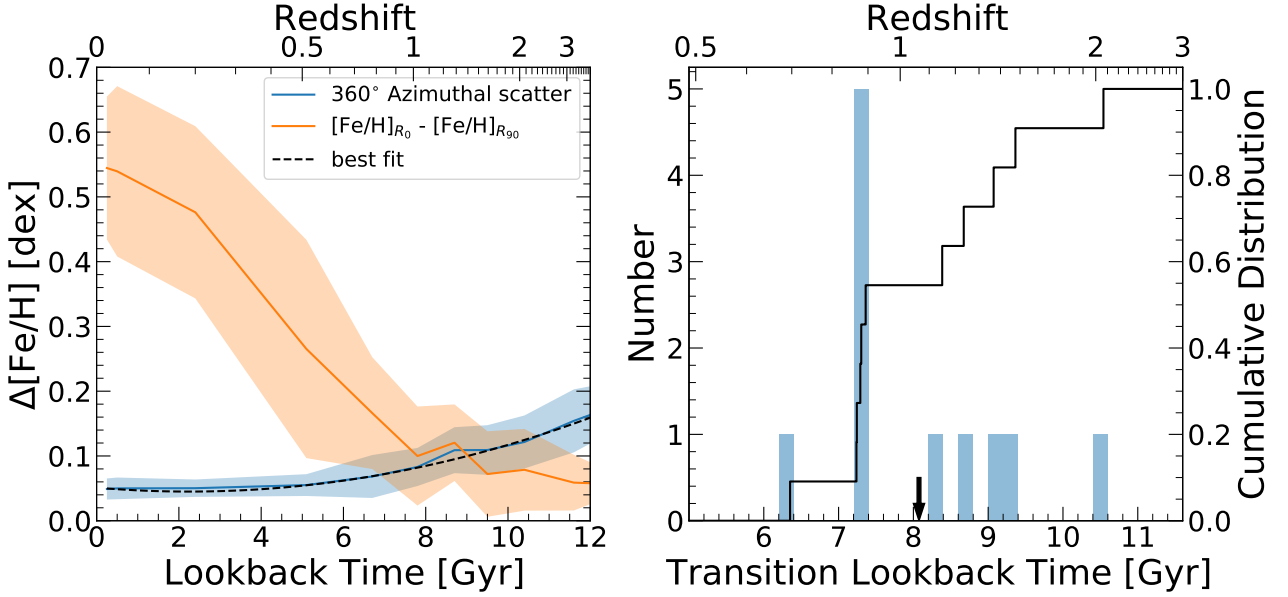 Redshift
0 0.5 1 2 3
0.7
0.6
0.5
0.4
0.3
0.2
0.1
0.0
Δ[Fe/H] [dex]
360° Azimuthal scatter
[Fe/H]R₀ - [Fe/H]R₉₀
best fit
0 2 4 6 8 10 12
Lookback Time [Gyr]
Redshift
0.5 1 2 3
5
4
3
2
1
0
Number
1.0
0.8
0.6
0.4
0.2
0.0
Cumulative Distribution
6 7 8 9 10 11
Transition Lookback Time [Gyr]